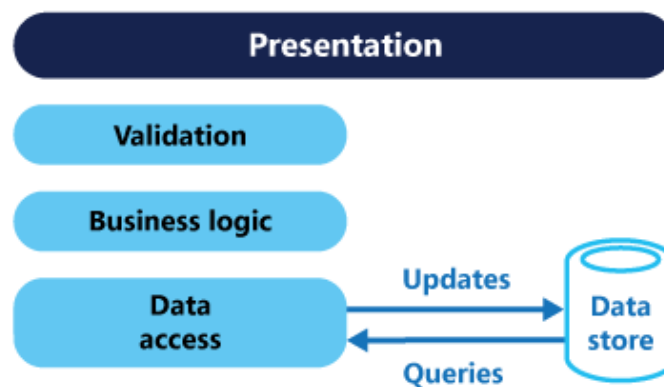 Presentation
Validation
Business logic
Updates
Data
access
Data
store
Queries